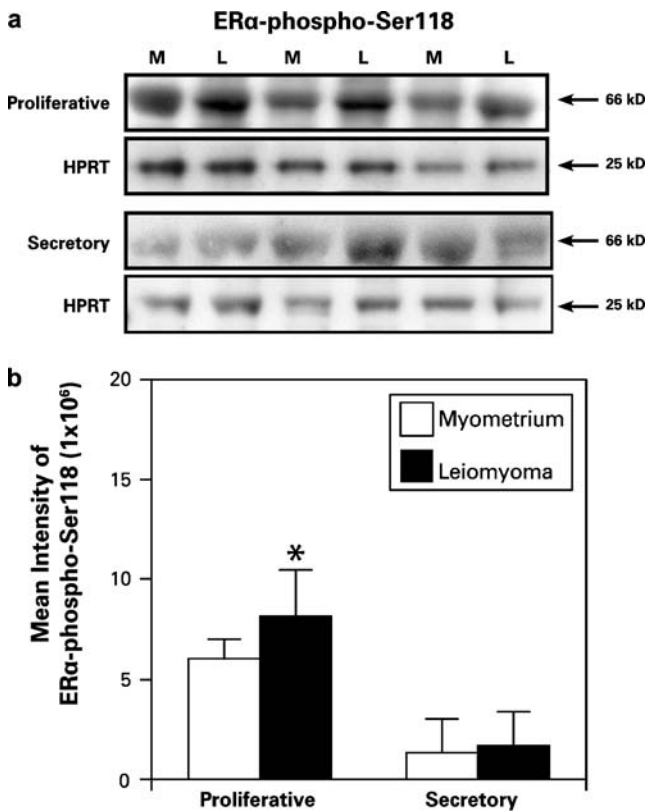 a
ERα-phospho-Ser118
M L M L M L
Proliferative
66 kD
HPRT
25 kD
Secretory
66 kD
HPRT
25 kD
b
Mean Intensity of
ERα-phospho-Ser118 (1x10⁶)
20
15
10
5
0
Myometrium
Leiomyoma
*
Proliferative Secretory